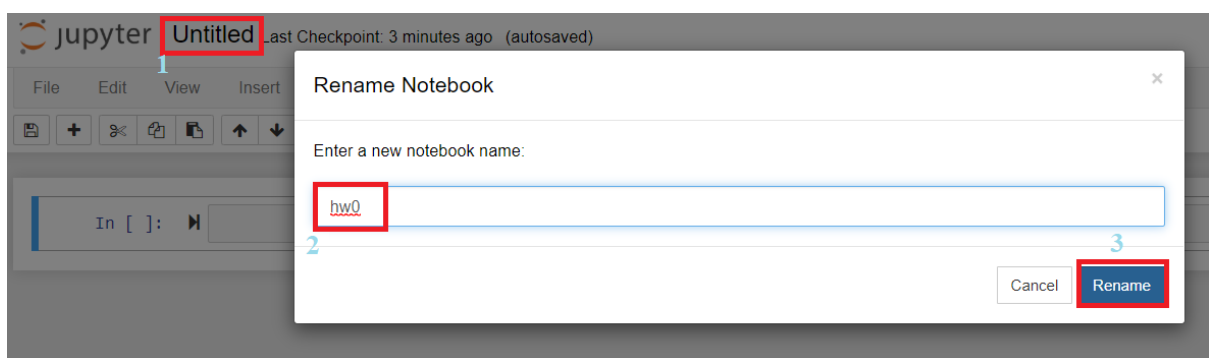 jupyter Untitled Last Checkpoint: 3 minutes ago (autosaved)
1
File Edit View Insert
Rename Notebook ×
Enter a new notebook name:
In [ ]:
hw0
2
3
Cancel Rename